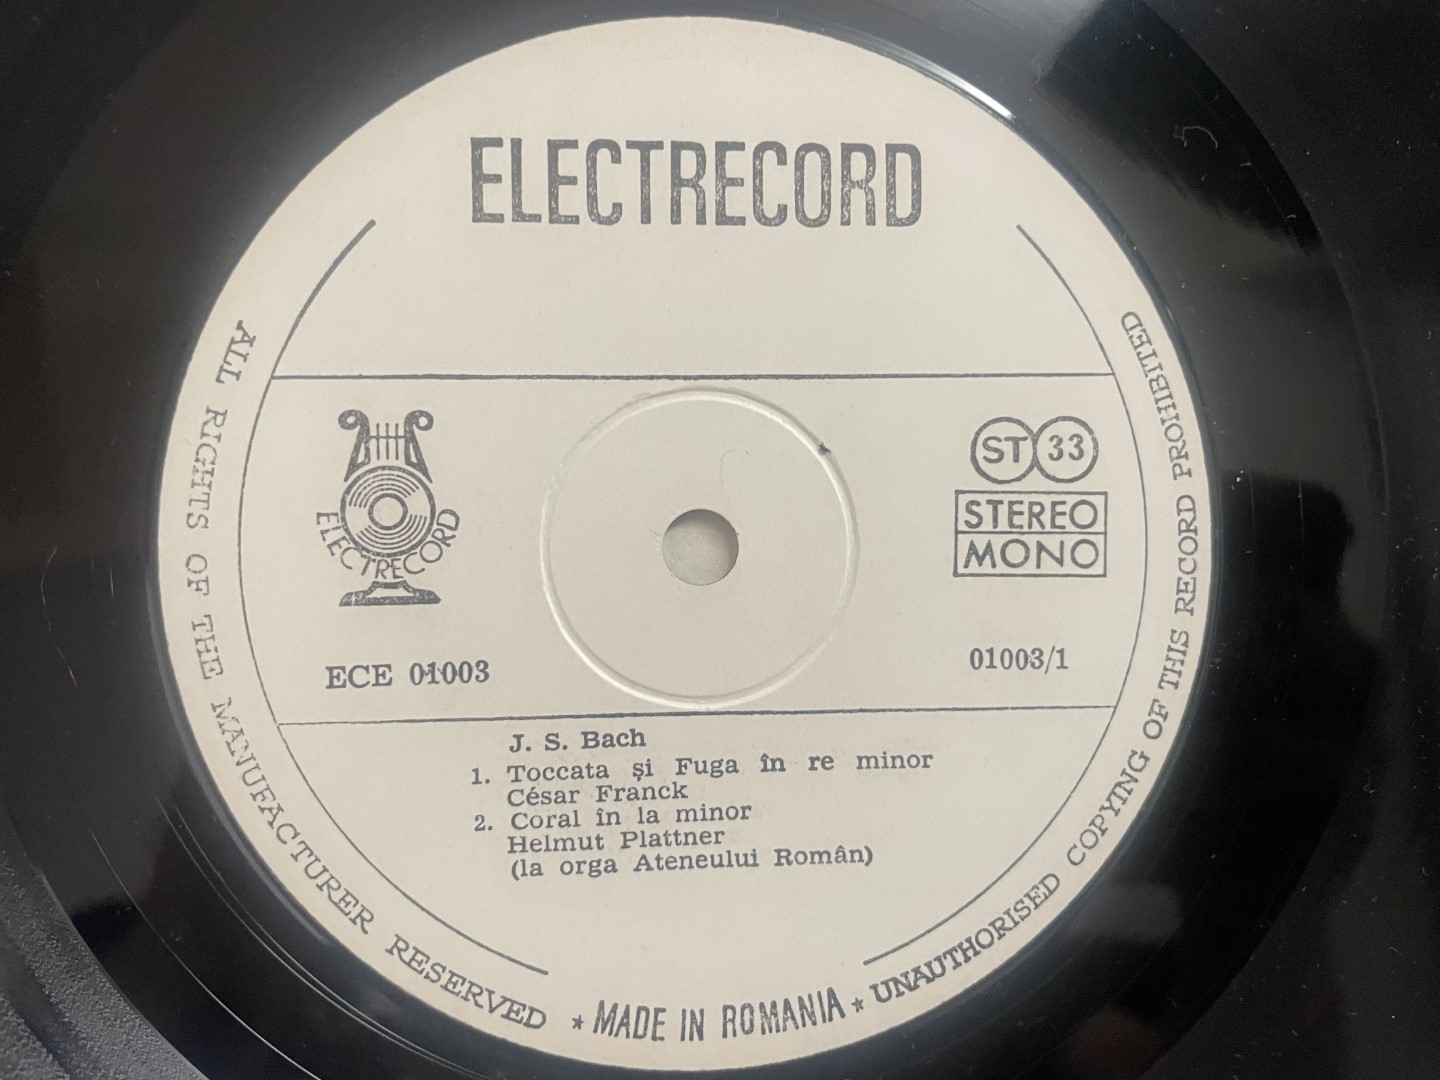 ELECTRECORD
ELECTRECORD
ST 33
STEREO
MONO
ECE 01003
01003/1
J. S. Bach
1. Toccata și Fuga în re minor
César Franck
2. Coral în la minor
Helmut Plattner
(la orga Ateneului Român)
ALL RIGHTS OF THE MANUFACTURER RESERVED * MADE IN ROMANIA * UNAUTHORISED COPYING OF THIS RECORD PROHIBITED